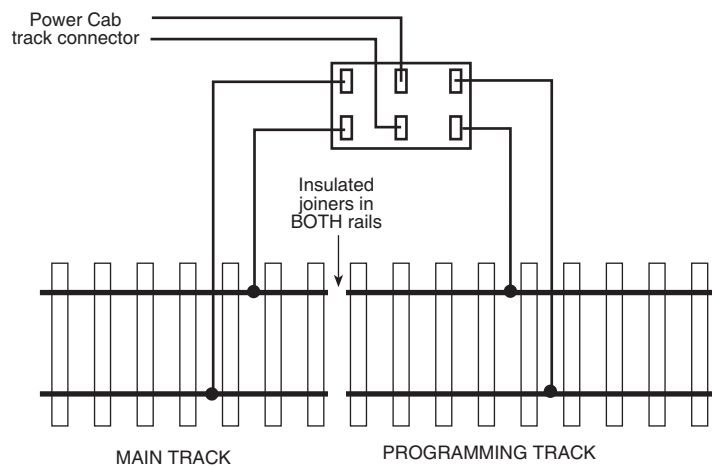 Power Cab
track connector
Insulated
joiners in
BOTH rails
MAIN TRACK
PROGRAMMING TRACK